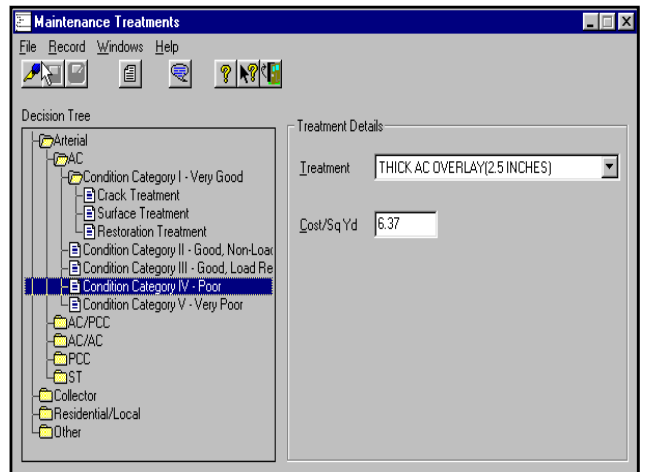 Maintenance Treatments
File Record Windows Help
Decision Tree
Arterial
AC
Condition Category I - Very Good
Crack Treatment
Surface Treatment
Restoration Treatment
Condition Category II - Good, Non-Loac
Condition Category III - Good, Load Re
Condition Category IV - Poor
Condition Category V - Very Poor
AC/PCC
AC/AC
PCC
ST
Collector
Residential/Local
Other
Treatment Details
Treatment THICK AC OVERLAY(2.5 INCHES)
Cost/Sq Yd 6.37